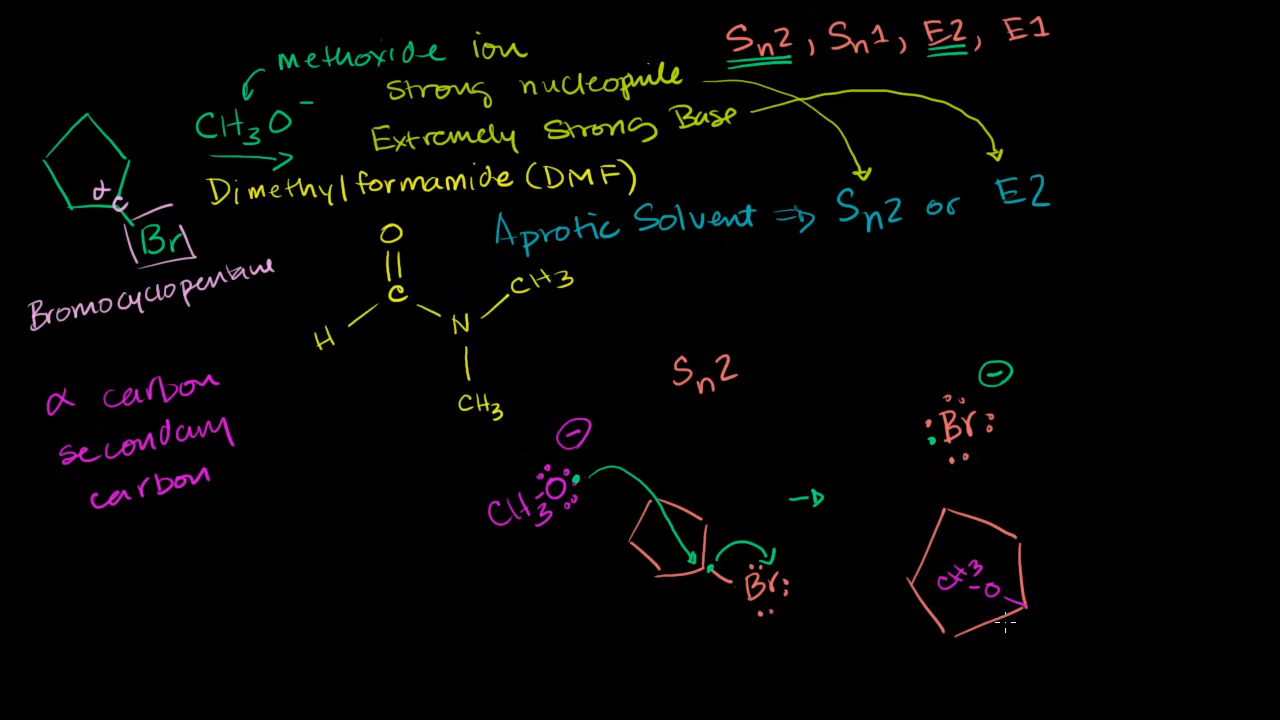 Sn2, Sn1, E2, E1
methoxide ion
CH3O⁻
strong nucleophile
Extremely strong Base
Dimethylformamide (DMF)
Aprotic Solvent ⇒ Sn2 or E2
α
C
Br
Bromocyclopentane
O
C
H
N
CH3
CH3
α carbon
secondary
carbon
Sn2
−
CH3-O
Br
→
−
Br
CH3-O